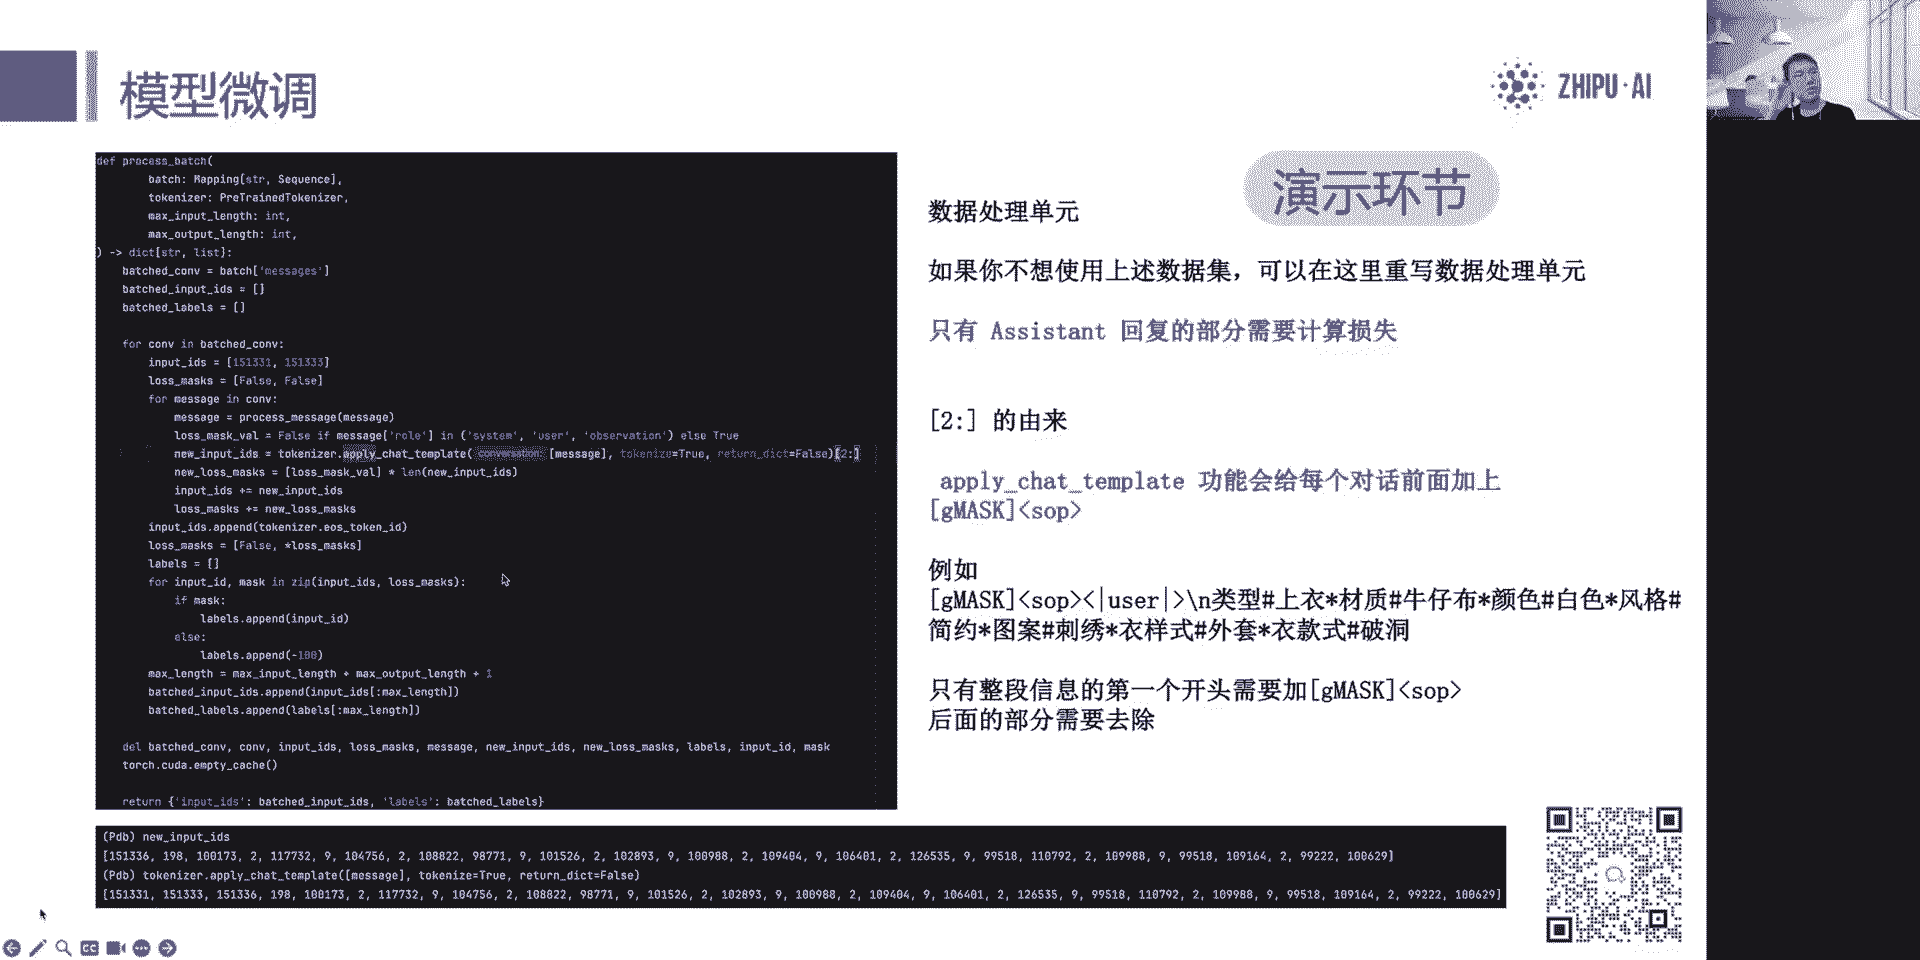 模型微调
ZHIPU·AI
演示环节
def process_batch(
batch: Mapping[str, Sequence],
tokenizer: PreTrainedTokenizer,
max_input_length: int,
max_output_length: int,
) -> dict[str, list]:
batched_conv = batch['messages']
batched_input_ids = []
batched_labels = []
for conv in batched_conv:
input_ids = [151331, 151333]
loss_masks = [False, False]
for message in conv:
message = process_message(message)
loss_mask_val = False if message['role'] in ('system', 'user', 'observation') else True
new_input_ids = tokenizer.apply_chat_template( conversation: [message], tokenize=True, return_dict=False)[2:]
new_loss_masks = [loss_mask_val] * len(new_input_ids)
input_ids += new_input_ids
loss_masks += new_loss_masks
input_ids.append(tokenizer.eos_token_id)
loss_masks = [False, *loss_masks]
labels = []
for input_id, mask in zip(input_ids, loss_masks):
if mask:
labels.append(input_id)
else:
labels.append(-100)
max_length = max_input_length + max_output_length + 1
batched_input_ids.append(input_ids[:max_length])
batched_labels.append(labels[:max_length])
del batched_conv, conv, input_ids, loss_masks, message, new_input_ids, new_loss_masks, labels, input_id, mask
torch.cuda.empty_cache()
return {'input_ids': batched_input_ids, 'labels': batched_labels}
数据处理单元
如果你不想使用上述数据集，可以在这里重写数据处理单元
只有 Assistant 回复的部分需要计算损失
[2:] 的由来
apply_chat_template 功能会给每个对话前面加上
[gMASK]<sop>
例如
[gMASK]<sop><|user|>\n类型#上衣*材质#牛仔布*颜色#白色*风格#
简约*图案#刺绣*衣样式#外套*衣款式#破洞
只有整段信息的第一个开头需要加[gMASK]<sop>
后面的部分需要去除
(Pdb) new_input_ids
[151336, 198, 100173, 2, 117732, 9, 104756, 2, 108822, 98771, 9, 101526, 2, 102893, 9, 100988, 2, 109404, 9, 106401, 2, 126535, 9, 99518, 110792, 2, 109988, 9, 99518, 109164, 2, 99222, 100629]
(Pdb) tokenizer.apply_chat_template([message], tokenize=True, return_dict=False)
[151331, 151333, 151336, 198, 100173, 2, 117732, 9, 104756, 2, 108822, 98771, 9, 101526, 2, 102893, 9, 100988, 2, 109404, 9, 106401, 2, 126535, 9, 99518, 110792, 2, 109988, 9, 99518, 109164, 2, 99222, 100629]
CC